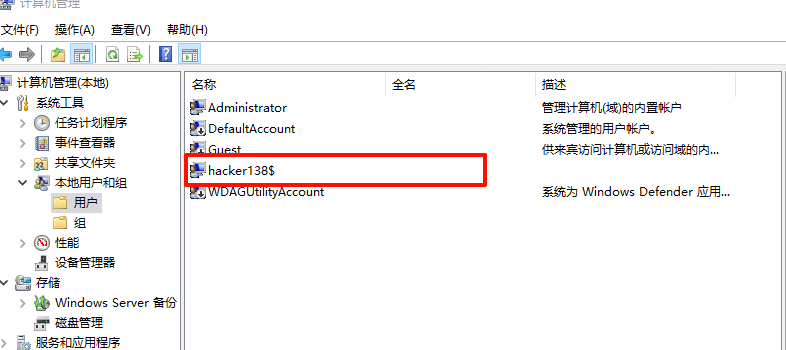 计算机管理
文件(F) 操作(A) 查看(V) 帮助(H)
计算机管理(本地)
系统工具
任务计划程序
事件查看器
共享文件夹
本地用户和组
用户
组
性能
设备管理器
存储
Windows Server 备份
磁盘管理
服务和应用程序
名称 全名 描述
Administrator 管理计算机(域)的内置帐户
DefaultAccount 系统管理的用户帐户。
Guest 供来宾访问计算机或访问域的内...
hacker138$
WDAGUtilityAccount 系统为 Windows Defender 应用...